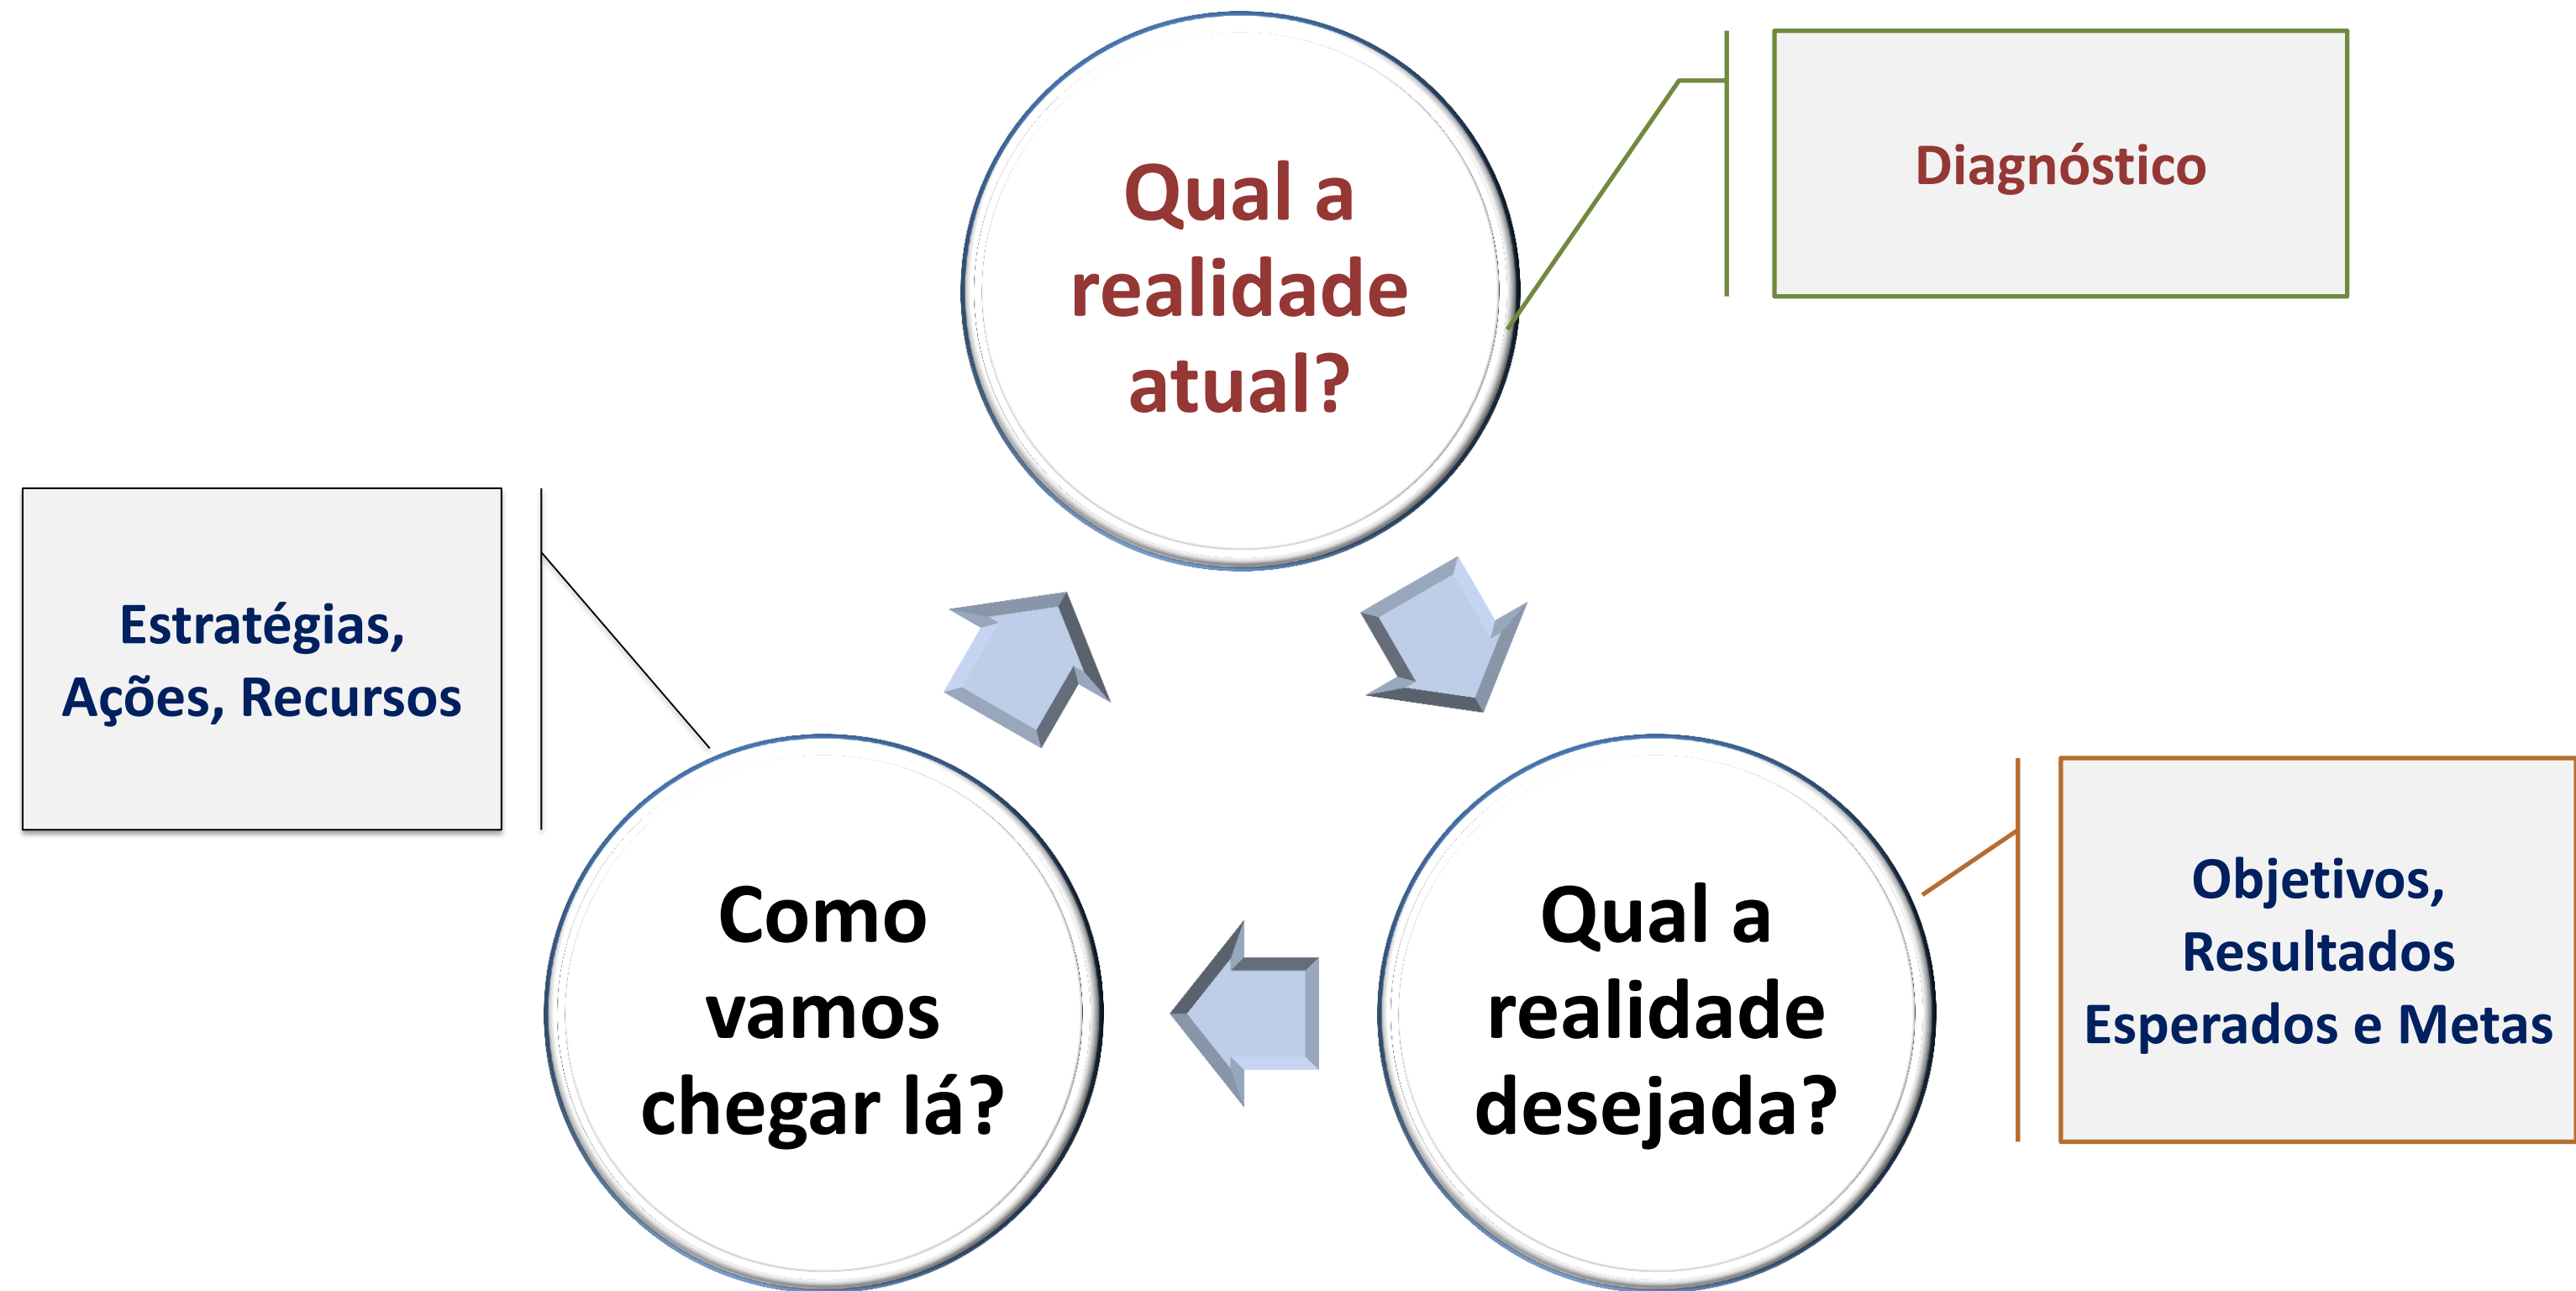 Qual a
realidade
atual?
Diagnóstico
Estratégias,
Ações, Recursos
Como
vamos
chegar lá?
Qual a
realidade
desejada?
Objetivos,
Resultados
Esperados e Metas